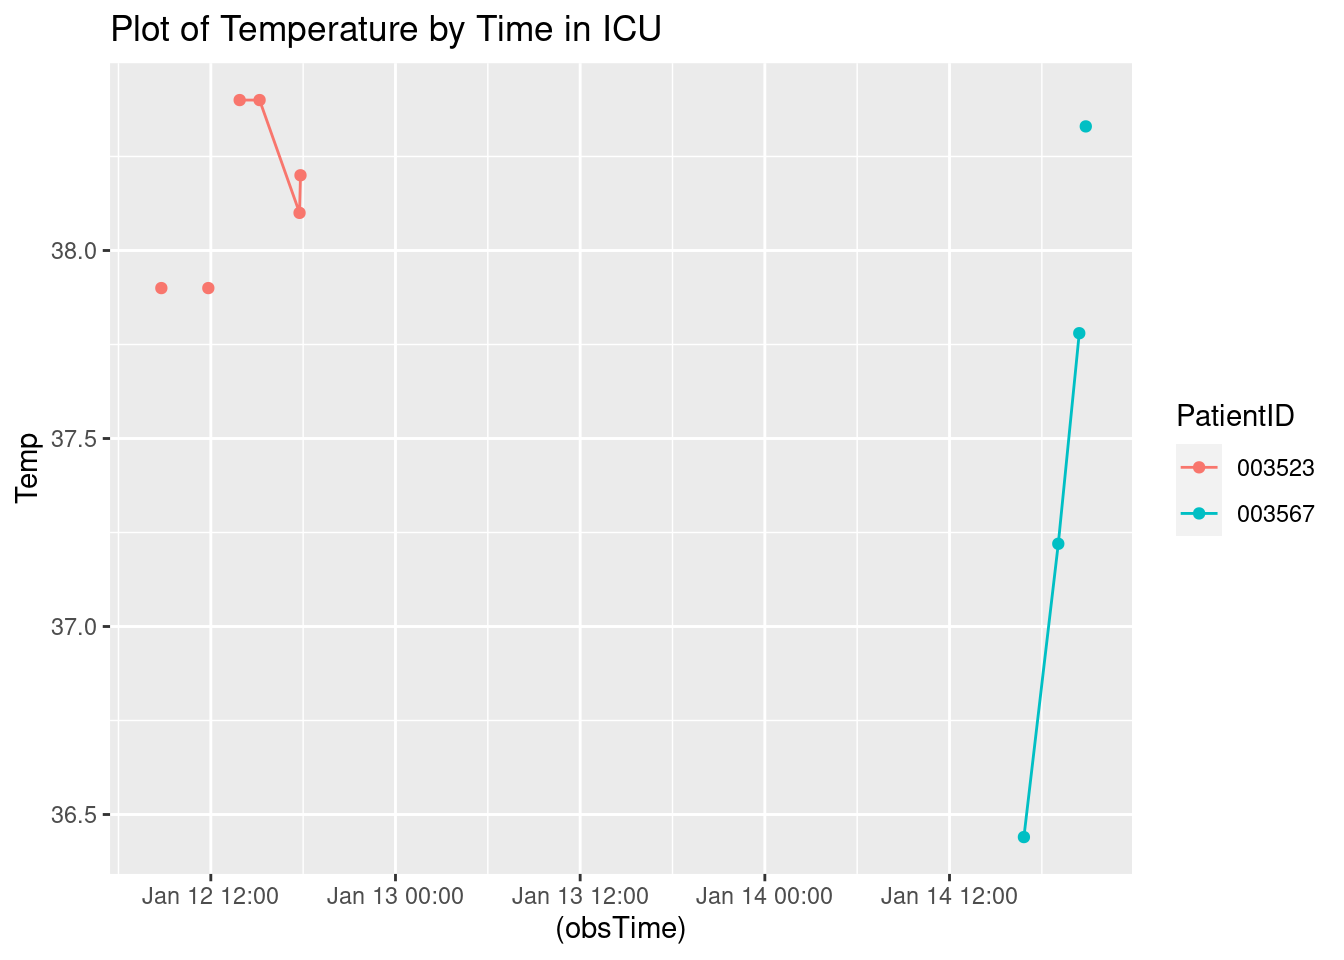 Plot of Temperature by Time in ICU
Temp
38.0
37.5
37.0
36.5
Jan 12 12:00
Jan 13 00:00
Jan 13 12:00
Jan 14 00:00
Jan 14 12:00
(obsTime)
PatientID
003523
003567